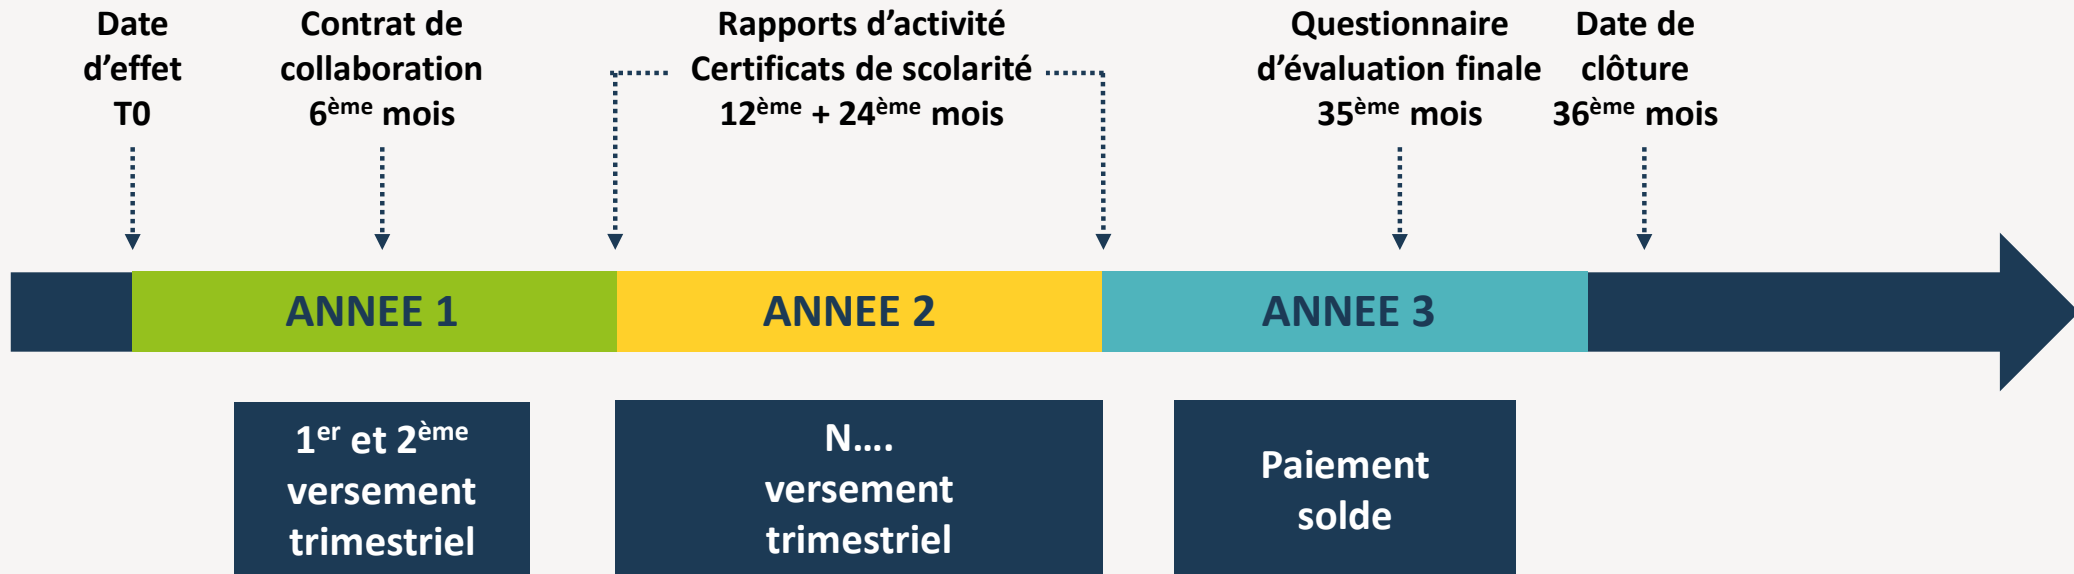 Date
d’effet
T0
Contrat de
collaboration
6ème mois
Rapports d’activité
Certificats de scolarité
12ème + 24ème mois
Questionnaire
d’évaluation finale
35ème mois
Date de
clôture
36ème mois
ANNEE 1
ANNEE 2
ANNEE 3
1er et 2ème
versement
trimestriel
N….
versement
trimestriel
Paiement
solde